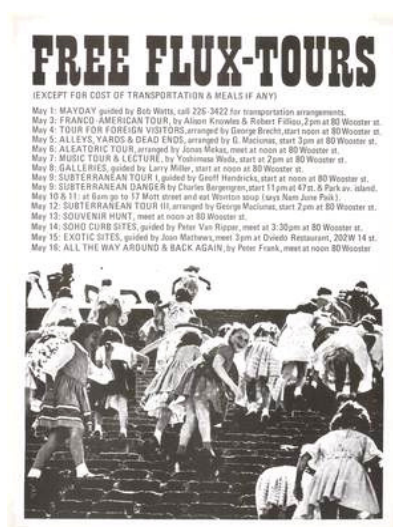 FREE FLUX-TOURS
(EXCEPT FOR COST OF TRANSPORTATION & MEALS IF ANY)
May 1: MAYDAY guided by Bob Watts, call 226-3422 for transportation arrangements.
May 3: FRANCO-AMERICAN TOUR, by Alison Knowles & Robert Filliou, 2pm at 80 Wooster st.
May 4: TOUR FOR FOREIGN VISITORS, arranged by George Brecht, start noon at 80 Wooster st.
May 5: ALLEYS, YARDS & DEAD ENDS, arranged by G. Maciunas, start 3pm at 80 Wooster st.
May 6: ALEATORIC TOUR, arranged by Jonas Mekas, meet at noon at 80 Wooster st.
May 7: MUSIC TOUR & LECTURE, by Yoshimasa Wada, start at 2pm at 80 Wooster st.
May 8: GALLERIES, guided by Larry Miller, start at noon at 80 Wooster st.
May 9: SUBTERRANEAN TOUR I, guided by Geoff Hendricks, start at noon at 80 Wooster st.
May 9: SUBTERRANEAN DANGER by Charles Bergengren, start 11pm at 47st. & Park av. island.
May 10 & 11: at 6am go to 17 Mott street and eat Wonton soup (says Nam June Paik).
May 12: SUBTERRANEAN TOUR III, arranged by George Maciunas, start 2pm at 80 Wooster st.
May 13: SOUVENIR HUNT, meet at noon at 80 Wooster st.
May 14: SOHO CURB SITES, guided by Peter Van Ripper, meet at 3:30pm at 80 Wooster st.
May 15: EXOTIC SITES, guided by Joan Mathews, meet 3pm at Oviedo Restaurant, 202W 14 st.
May 16: ALL THE WAY AROUND & BACK AGAIN, by Peter Frank, meet at noon 80 Wooster